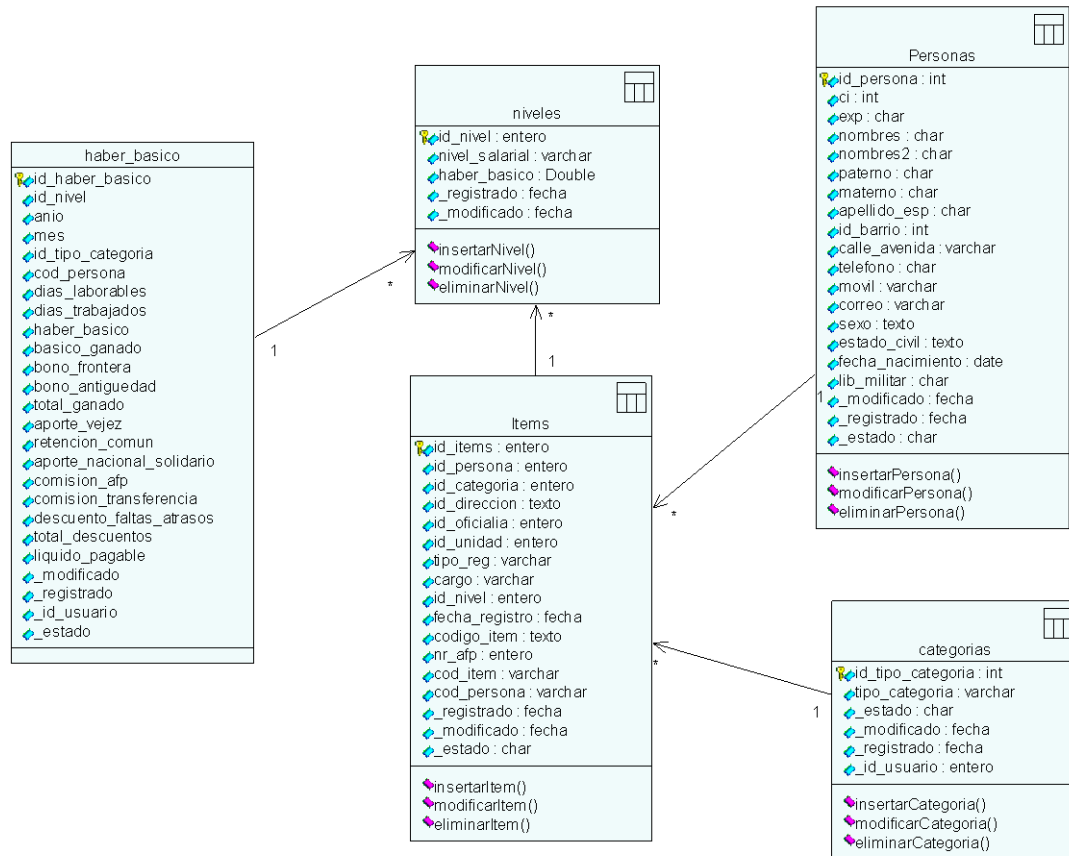 haber_basico
id_haber_basico
id_nivel
anio
mes
id_tipo_categoria
cod_persona
dias_laborables
dias_trabajados
haber_basico
basico_ganado
bono_frontera
bono_antiguedad
total_ganado
aporte_vejez
retencion_comun
aporte_nacional_solidario
comision_afp
comision_transferencia
descuento_faltas_atrasos
total_descuentos
liquido_pagable
_modificado
_registrado
_id_usuario
_estado
1
*
niveles
id_nivel : entero
nivel_salarial : varchar
haber_basico : Double
_registrado : fecha
_modificado : fecha
insertarNivel()
modificarNivel()
eliminarNivel()
*
1
Items
id_items : entero
id_persona : entero
id_categoria : entero
id_direccion : texto
id_oficialia : entero
id_unidad : entero
tipo_reg : varchar
cargo : varchar
id_nivel : entero
fecha_registro : fecha
codigo_item : texto
nr_afp : entero
cod_item : varchar
cod_persona : varchar
_registrado : fecha
_modificado : fecha
_estado : char
insertarItem()
modificarItem()
eliminarItem()
*
1
Personas
id_persona : int
ci : int
exp : char
nombres : char
nombres2 : char
paterno : char
materno : char
apellido_esp : char
id_barrio : int
calle_avenida : varchar
telefono : char
movil : varchar
correo : varchar
sexo : texto
estado_civil : texto
fecha_nacimiento : date
lib_militar : char
_modificado : fecha
_registrado : fecha
_estado : char
insertarPersona()
modificarPersona()
eliminarPersona()
*
1
categorias
id_tipo_categoria : int
tipo_categoria : varchar
_estado : char
_modificado : fecha
_registrado : fecha
_id_usuario : entero
insertarCategoria()
modificarCategoria()
eliminarCategoria()